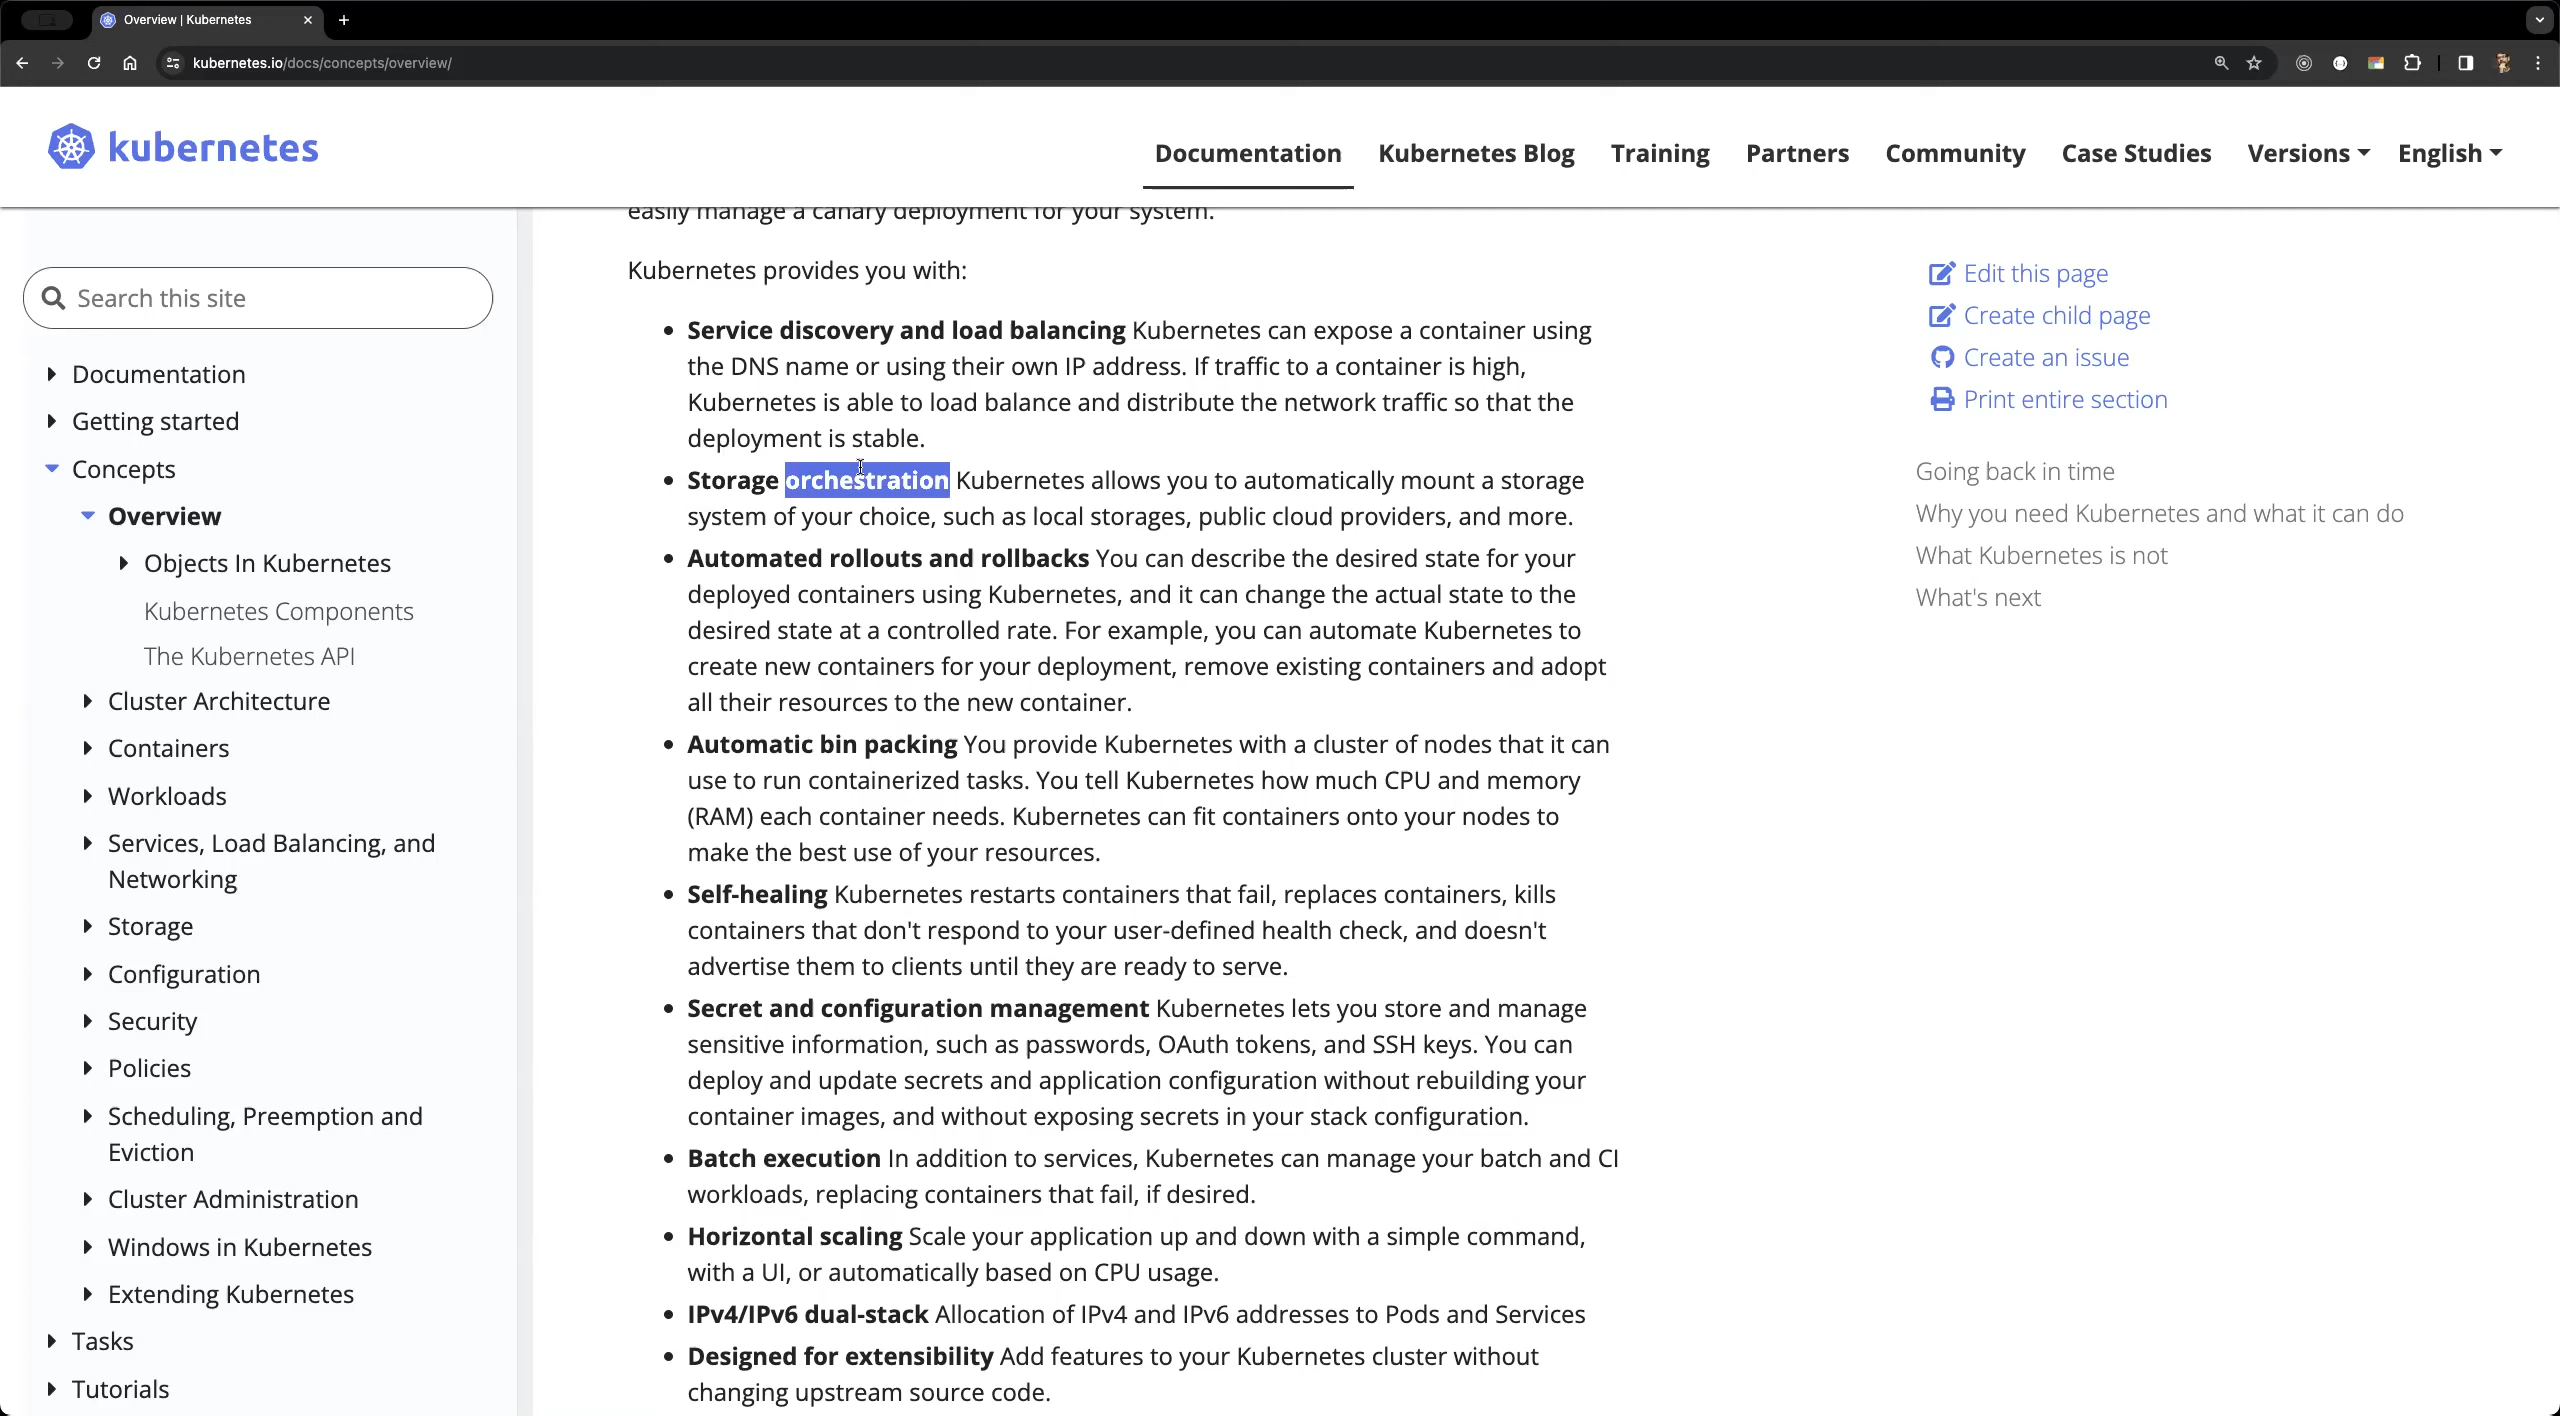 Overview | Kubernetes
kubernetes.io/docs/concepts/overview/
kubernetes
Documentation
Kubernetes Blog
Training
Partners
Community
Case Studies
Versions
English
Search this site
Documentation
Getting started
Concepts
Overview
Objects In Kubernetes
Kubernetes Components
The Kubernetes API
Cluster Architecture
Containers
Workloads
Services, Load Balancing, and
Networking
Storage
Configuration
Security
Policies
Scheduling, Preemption and
Eviction
Cluster Administration
Windows in Kubernetes
Extending Kubernetes
Tasks
Tutorials
easily manage a canary deployment for your system.
Kubernetes provides you with:
Service discovery and load balancing Kubernetes can expose a container using
the DNS name or using their own IP address. If traffic to a container is high,
Kubernetes is able to load balance and distribute the network traffic so that the
deployment is stable.
Storage orchestration Kubernetes allows you to automatically mount a storage
system of your choice, such as local storages, public cloud providers, and more.
Automated rollouts and rollbacks You can describe the desired state for your
deployed containers using Kubernetes, and it can change the actual state to the
desired state at a controlled rate. For example, you can automate Kubernetes to
create new containers for your deployment, remove existing containers and adopt
all their resources to the new container.
Automatic bin packing You provide Kubernetes with a cluster of nodes that it can
use to run containerized tasks. You tell Kubernetes how much CPU and memory
(RAM) each container needs. Kubernetes can fit containers onto your nodes to
make the best use of your resources.
Self-healing Kubernetes restarts containers that fail, replaces containers, kills
containers that don't respond to your user-defined health check, and doesn't
advertise them to clients until they are ready to serve.
Secret and configuration management Kubernetes lets you store and manage
sensitive information, such as passwords, OAuth tokens, and SSH keys. You can
deploy and update secrets and application configuration without rebuilding your
container images, and without exposing secrets in your stack configuration.
Batch execution In addition to services, Kubernetes can manage your batch and CI
workloads, replacing containers that fail, if desired.
Horizontal scaling Scale your application up and down with a simple command,
with a UI, or automatically based on CPU usage.
IPv4/IPv6 dual-stack Allocation of IPv4 and IPv6 addresses to Pods and Services
Designed for extensibility Add features to your Kubernetes cluster without
changing upstream source code.
Edit this page
Create child page
Create an issue
Print entire section
Going back in time
Why you need Kubernetes and what it can do
What Kubernetes is not
What's next